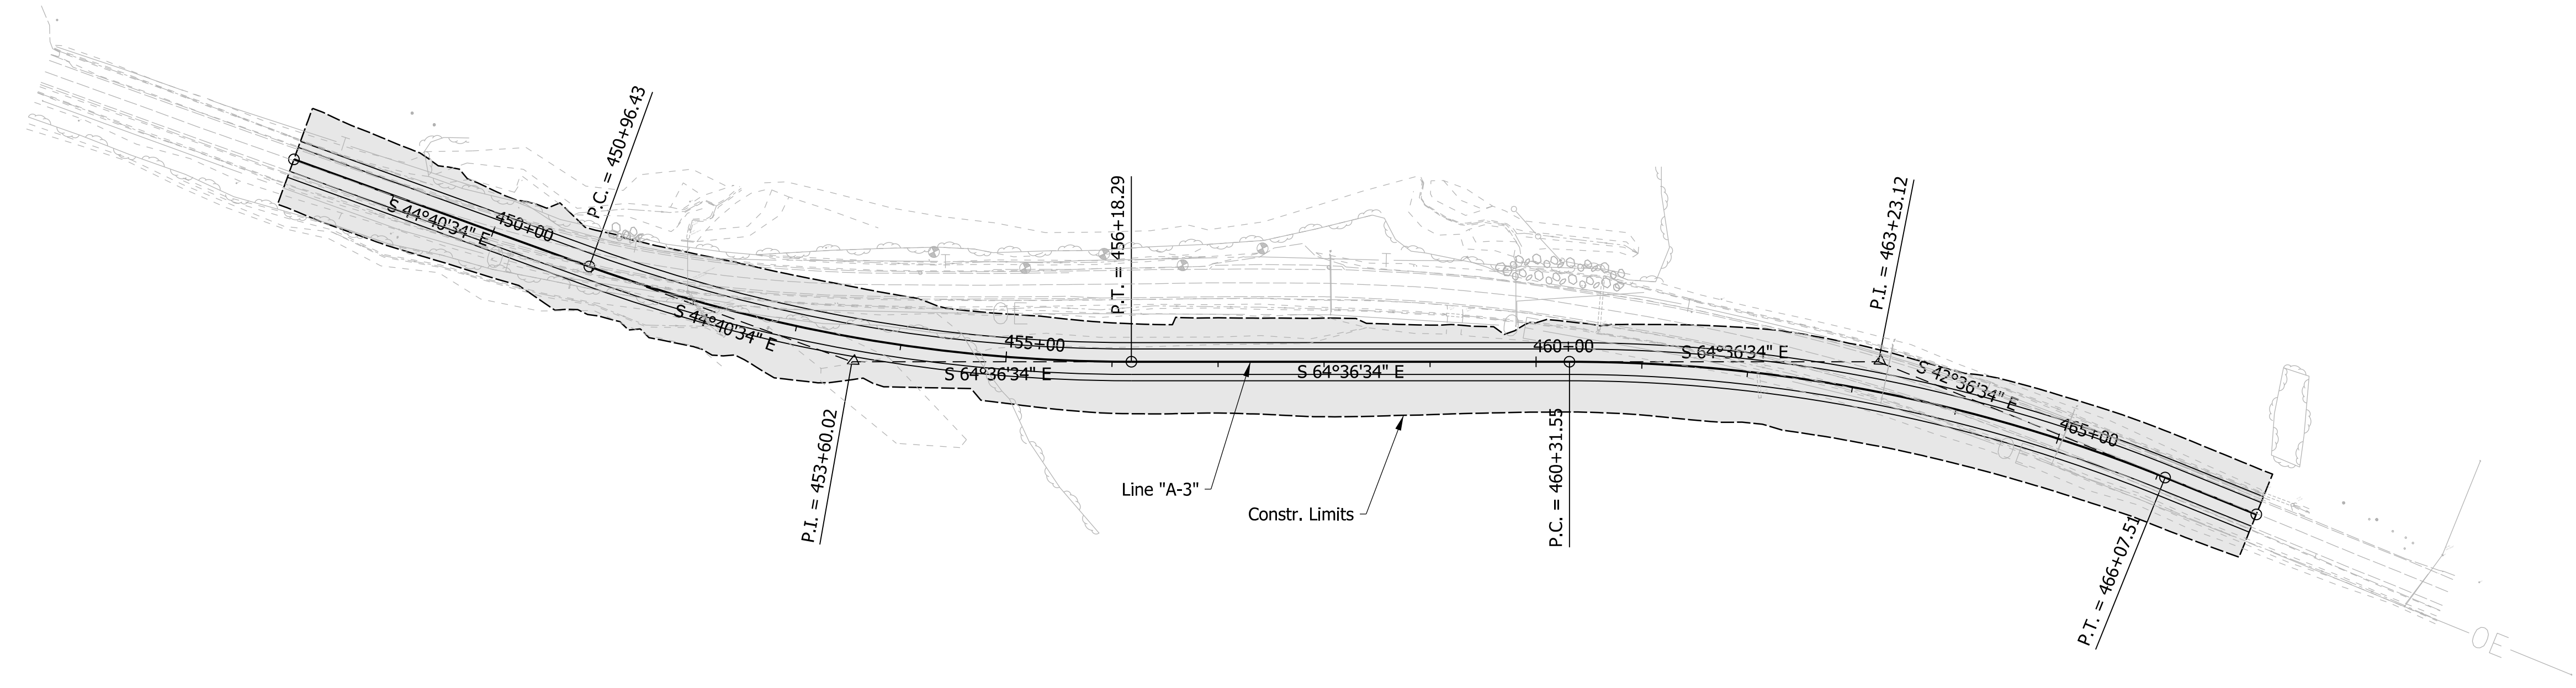 S 44°40'34" E
450+00
P.C. = 450+96.43
S 44°40'34" E
P.I. = 453+60.02
455+00
S 64°36'34" E
P.T. = 456+18.29
OE
OE
S 64°36'34" E
Line "A-3"
Constr. Limits
460+00
P.C. = 460+31.55
S 64°36'34" E
P.I. = 463+23.12
S 42°36'34" E
465+00
OE
P.T. = 466+07.51
OE